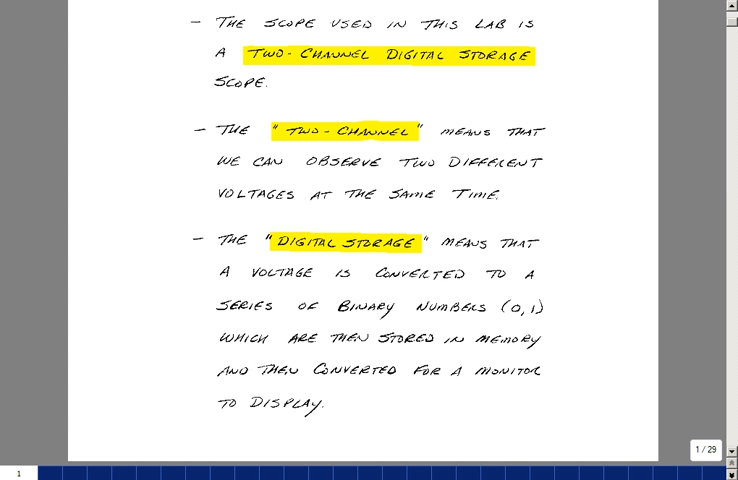 - THE SCOPE USED IN THIS LAB IS
A TWO-CHANNEL DIGITAL STORAGE
SCOPE.
- THE "TWO-CHANNEL" MEANS THAT
WE CAN OBSERVE TWO DIFFERENT
VOLTAGES AT THE SAME TIME.
- THE "DIGITAL STORAGE" MEANS THAT
A VOLTAGE IS CONVERTED TO A
SERIES OF BINARY NUMBERS (0,1)
WHICH ARE THEN STORED IN MEMORY
AND THEN CONVERTED FOR A MONITOR
TO DISPLAY.
1 / 29
1